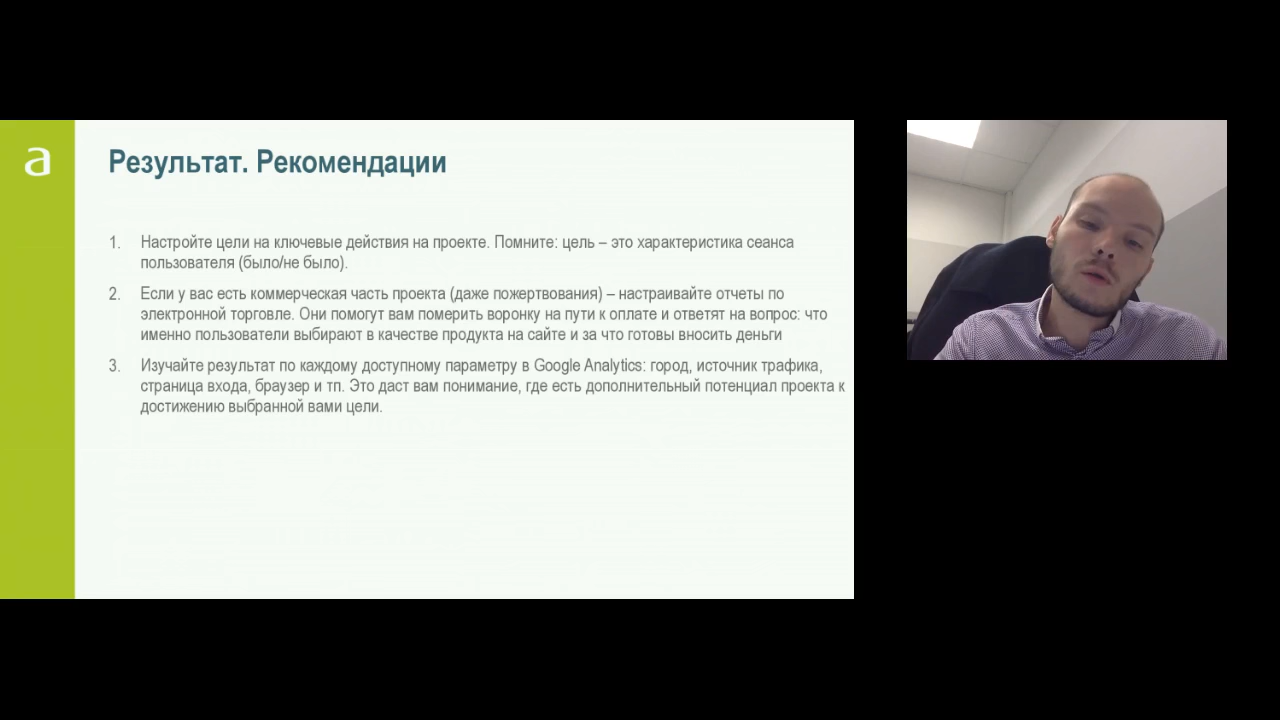 a
Результат. Рекомендации
1. Настройте цели на ключевые действия на проекте. Помните: цель – это характеристика сеанса
пользователя (было/не было).
2. Если у вас есть коммерческая часть проекта (даже пожертвования) – настраивайте отчеты по
электронной торговле. Они помогут вам померить воронку на пути к оплате и ответят на вопрос: что
именно пользователи выбирают в качестве продукта на сайте и за что готовы вносить деньги
3. Изучайте результат по каждому доступному параметру в Google Analytics: город, источник трафика,
страница входа, браузер и тп. Это даст вам понимание, где есть дополнительный потенциал проекта к
достижению выбранной вами цели.